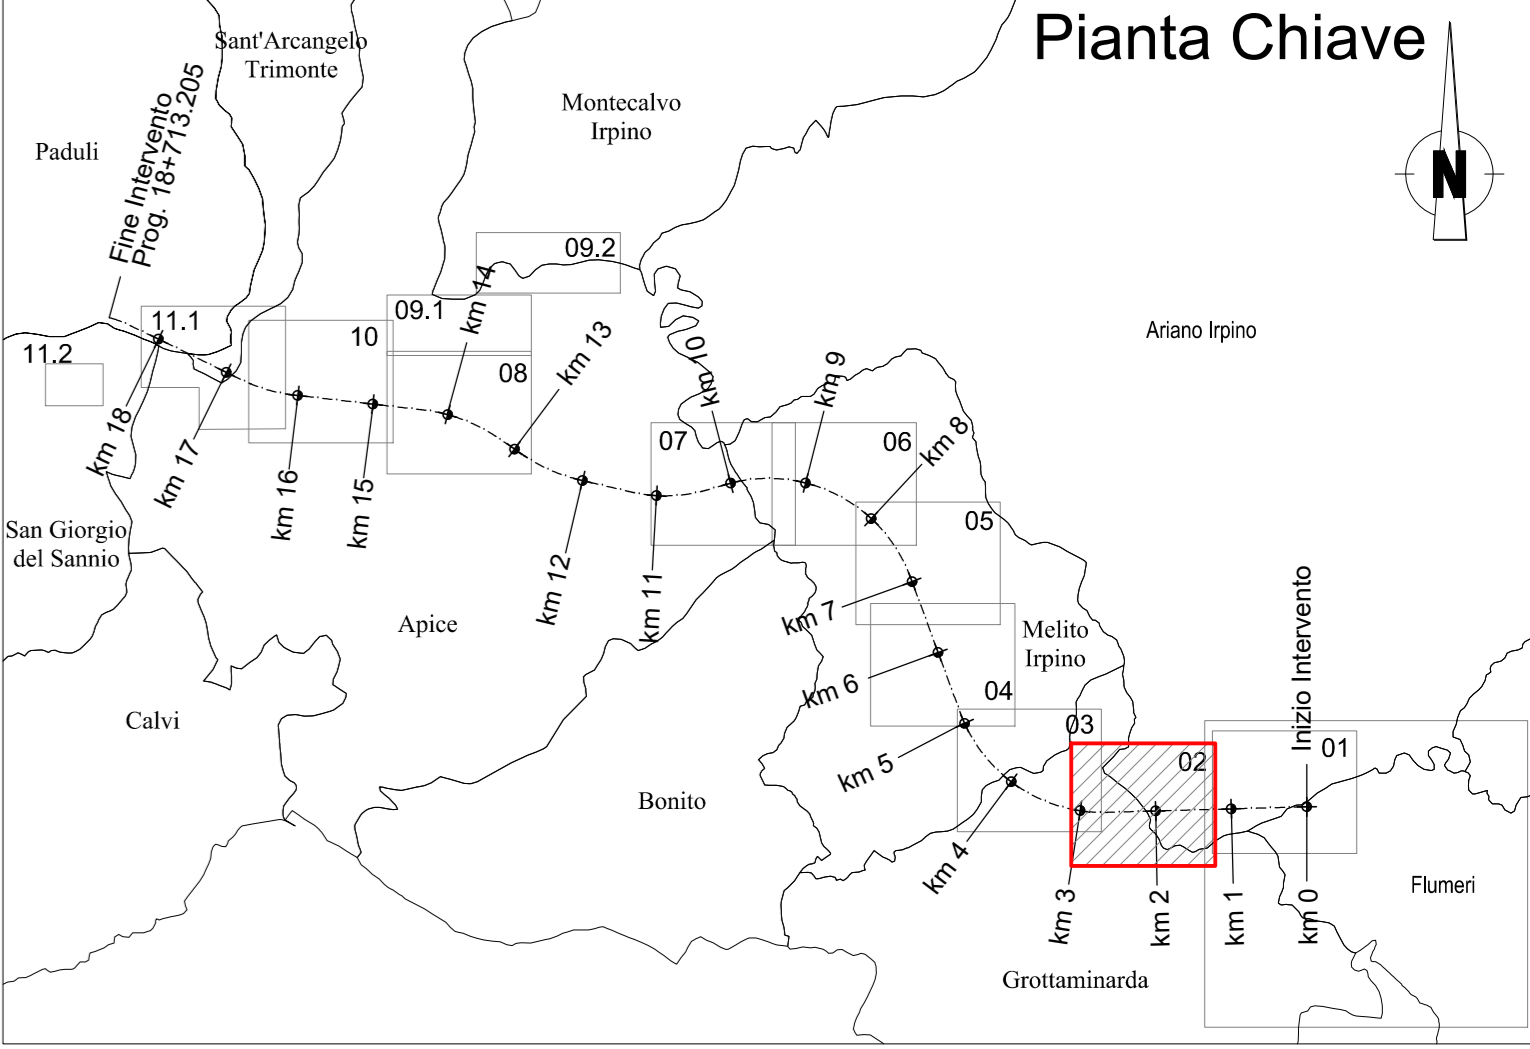 Pianta Chiave
N
Sant'Arcangelo
Trimonte
Montecalvo
Irpino
Paduli
Fine Intervento
Prog. 18+713.205
09.2
09.1
km 14
11.1
10
11.2
08
km 13
km 10
km 9
Ariano Irpino
07
06
km 8
05
km 18
km 17
km 16
km 15
km 12
km 11
San Giorgio
del Sannio
Apice
km 7
Melito
Irpino
km 6
04
Calvi
03
km 5
Bonito
02
Inizio Intervento
01
km 4
km 3
km 2
km 1
km 0
Flumeri
Grottaminarda